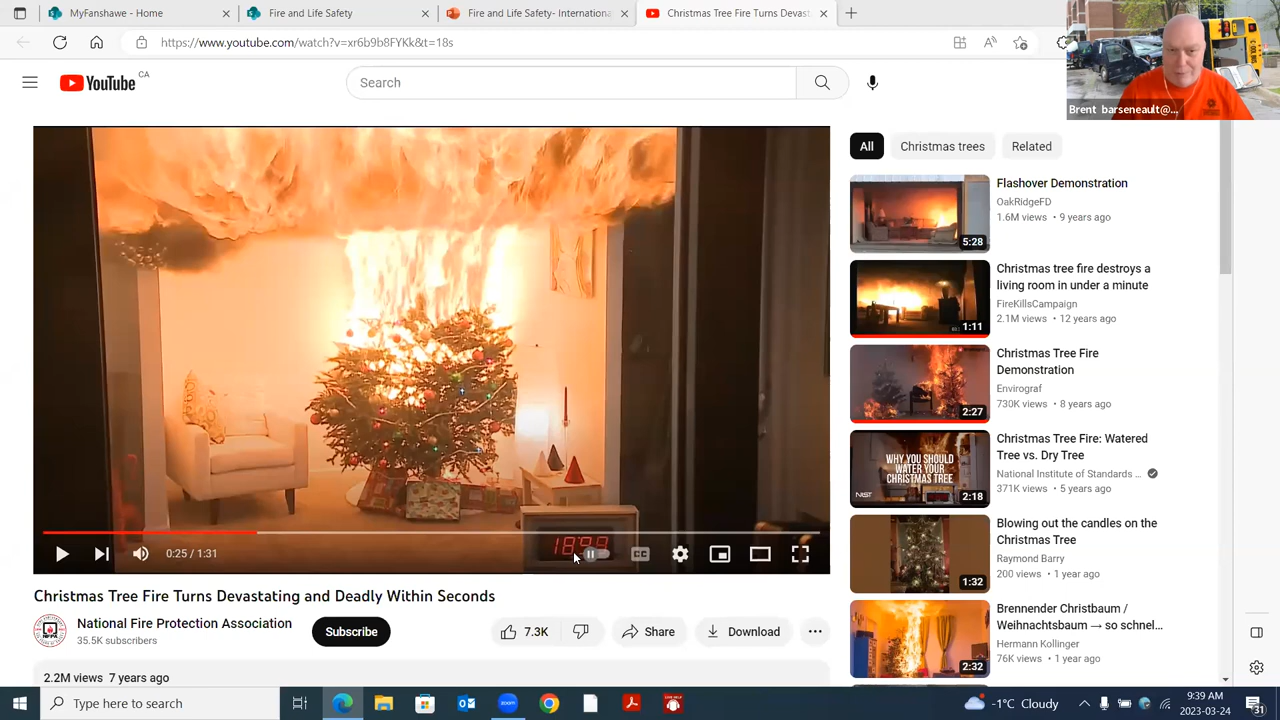 MyFanshawe - Home
Fire and Life Safety
Fire and Life Safety- Internationa
Christmas Tree Fire Turns Devast
https://www.youtube.com/watch?v=xr6b7b8FYKk&t=18s
YouTube CA
Search
Brent barseneault@...
All
Christmas trees
Related
Flashover Demonstration
OakRidgeFD
1.6M views • 9 years ago
5:28
Christmas tree fire destroys a
living room in under a minute
FireKillsCampaign
2.1M views • 12 years ago
1:11
Christmas Tree Fire
Demonstration
Envirograf
730K views • 8 years ago
2:27
WHY YOU SHOULD
WATER YOUR
CHRISTMAS TREE
NIST
2:18
Christmas Tree Fire: Watered
Tree vs. Dry Tree
National Institute of Standards ...
371K views • 5 years ago
Blowing out the candles on the
Christmas Tree
Raymond Barry
200 views • 1 year ago
1:32
Brennender Christbaum /
Weihnachtsbaum → so schnel...
Hermann Kollinger
76K views • 1 year ago
2:32
0:25 / 1:31
CC
Christmas Tree Fire Turns Devastating and Deadly Within Seconds
National Fire Protection Association
35.5K subscribers
Subscribe
7.3K
Share
Download
2.2M views 7 years ago
Type here to search
zoom
-1°C Cloudy
9:39 AM
2023-03-24
31